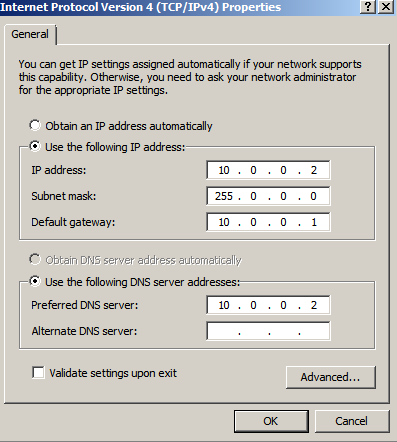 Internet Protocol Version 4 (TCP/IPv4) Properties ? X
General
You can get IP settings assigned automatically if your network supports
this capability. Otherwise, you need to ask your network administrator
for the appropriate IP settings.
Obtain an IP address automatically
Use the following IP address:
IP address: 10 . 0 . 0 . 2
Subnet mask: 255 . 0 . 0 . 0
Default gateway: 10 . 0 . 0 . 1
Obtain DNS server address automatically
Use the following DNS server addresses:
Preferred DNS server: 10 . 0 . 0 . 2
Alternate DNS server: . . .
Validate settings upon exit
Advanced...
OK Cancel